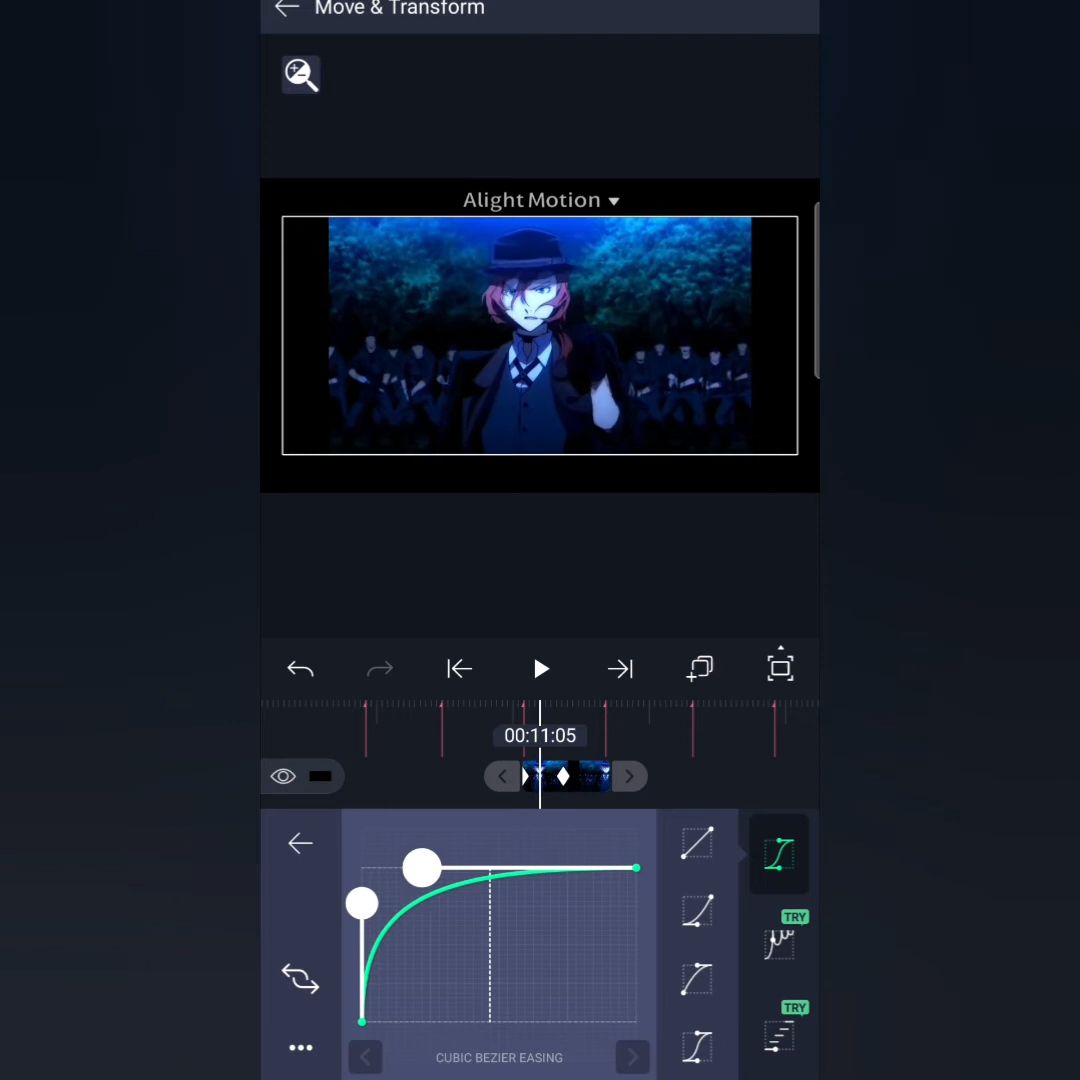 Move & Transform
Alight Motion
00:11:05
TRY
TRY
CUBIC BEZIER EASING